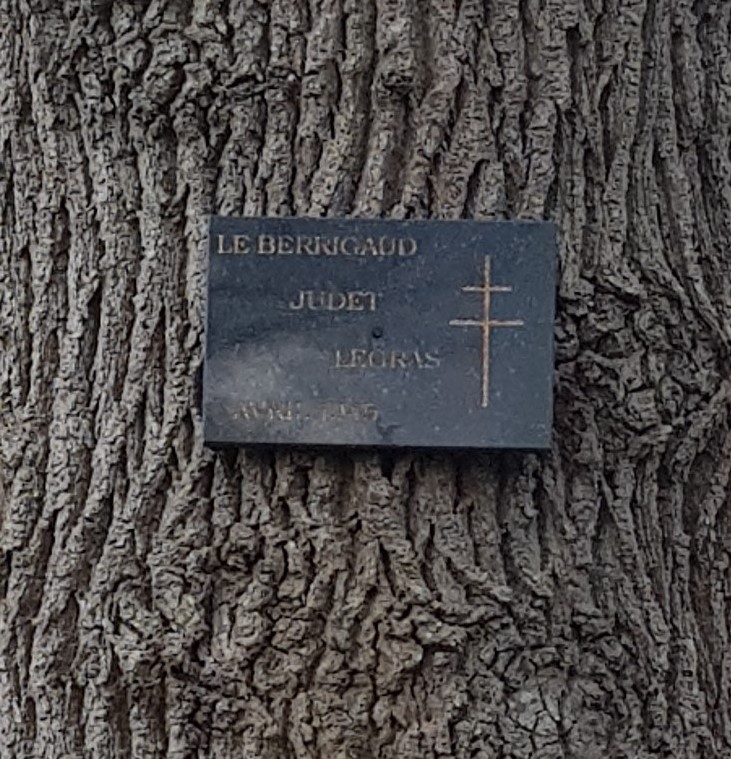 LE BERRIGAUD
JUDET
LEGRAS
AVRIL 1945